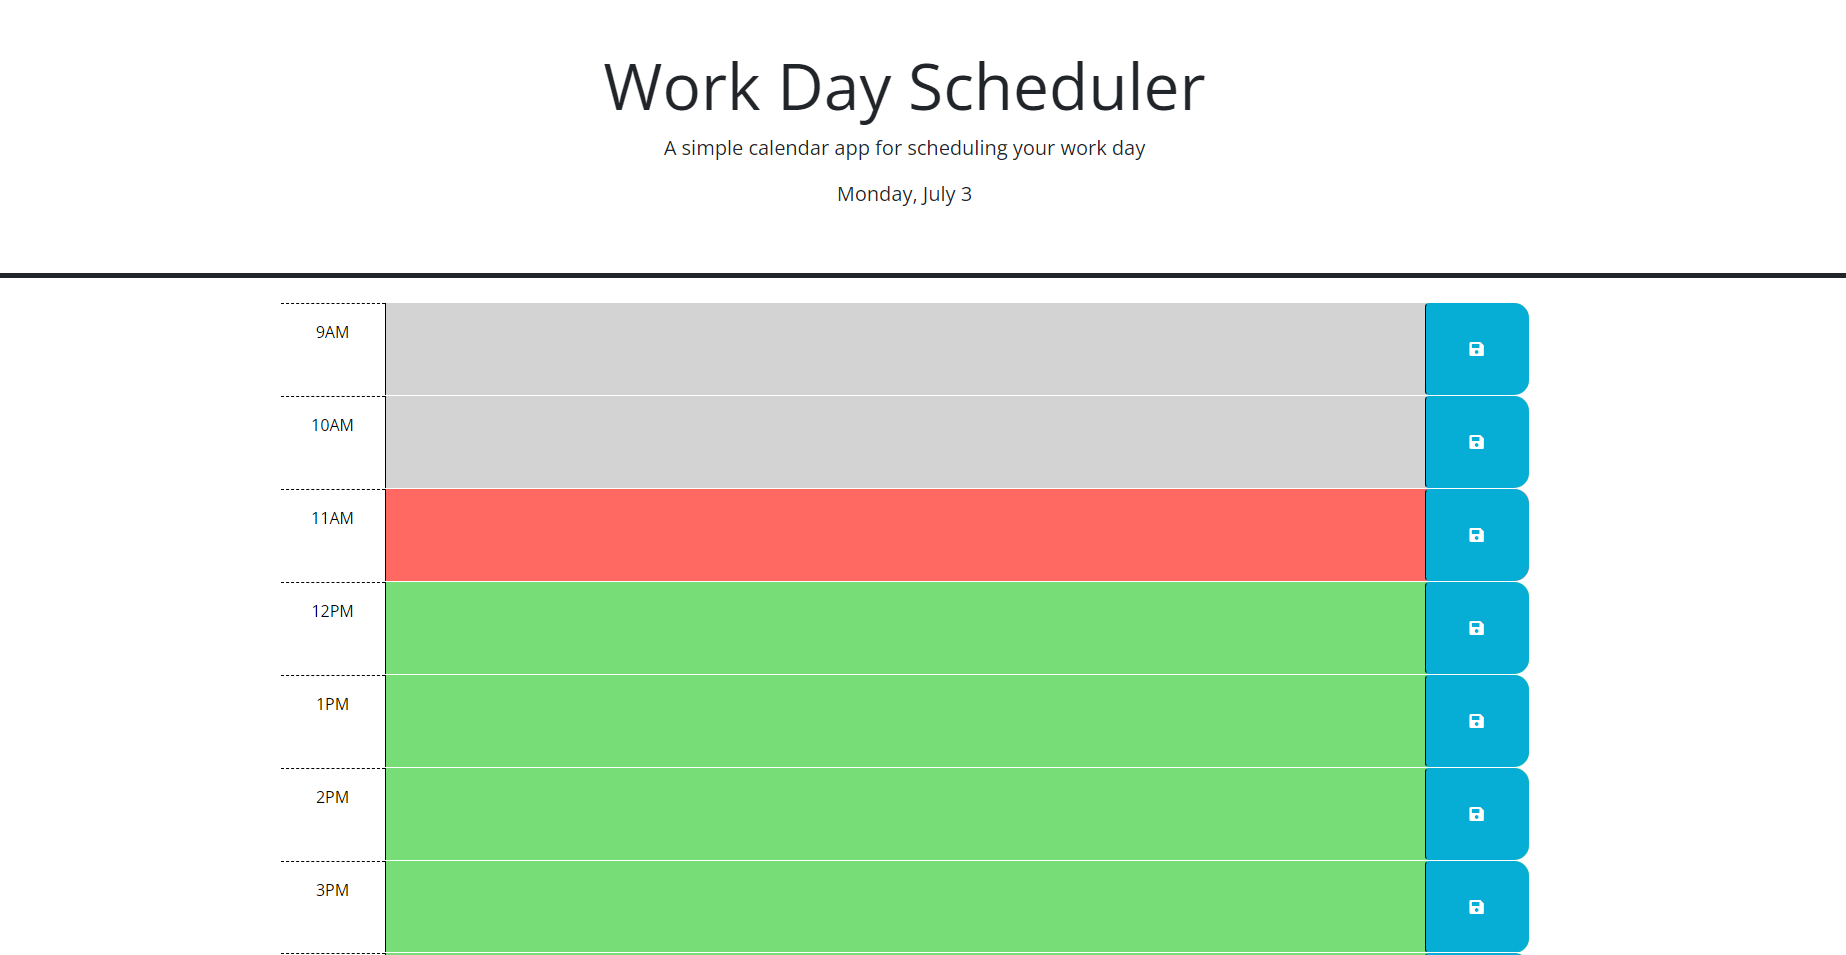 Work Day Scheduler
A simple calendar app for scheduling your work day
Monday, July 3
9AM
10AM
11AM
12PM
1PM
2PM
3PM